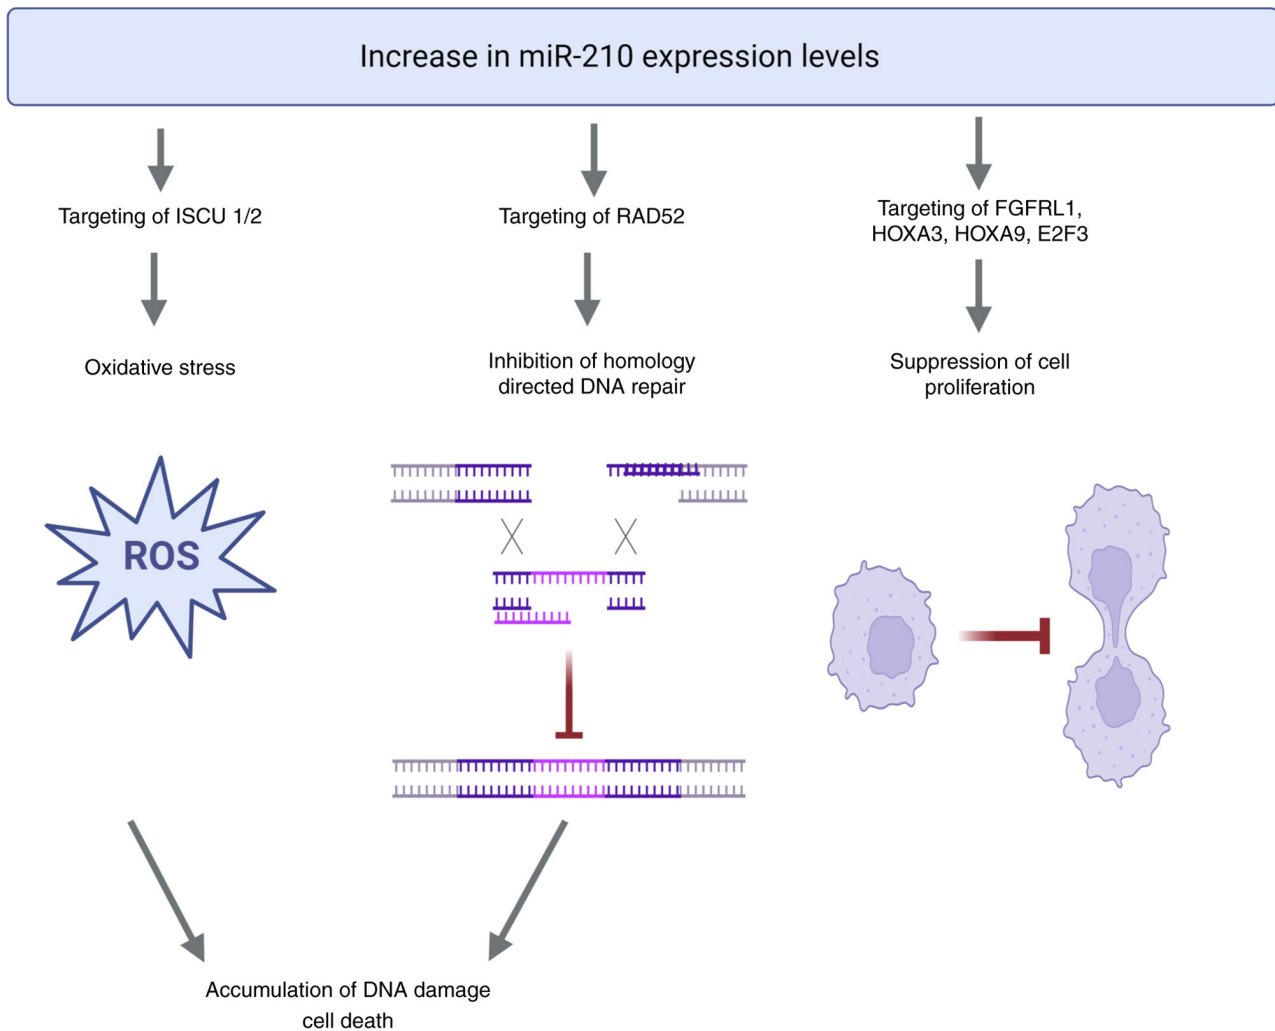 Increase in miR-210 expression levels
Targeting of ISCU 1/2
Targeting of RAD52
Targeting of FGFRL1,
HOXA3, HOXA9, E2F3
Oxidative stress
Inhibition of homology
directed DNA repair
Suppression of cell
proliferation
ROS
Accumulation of DNA damage
cell death